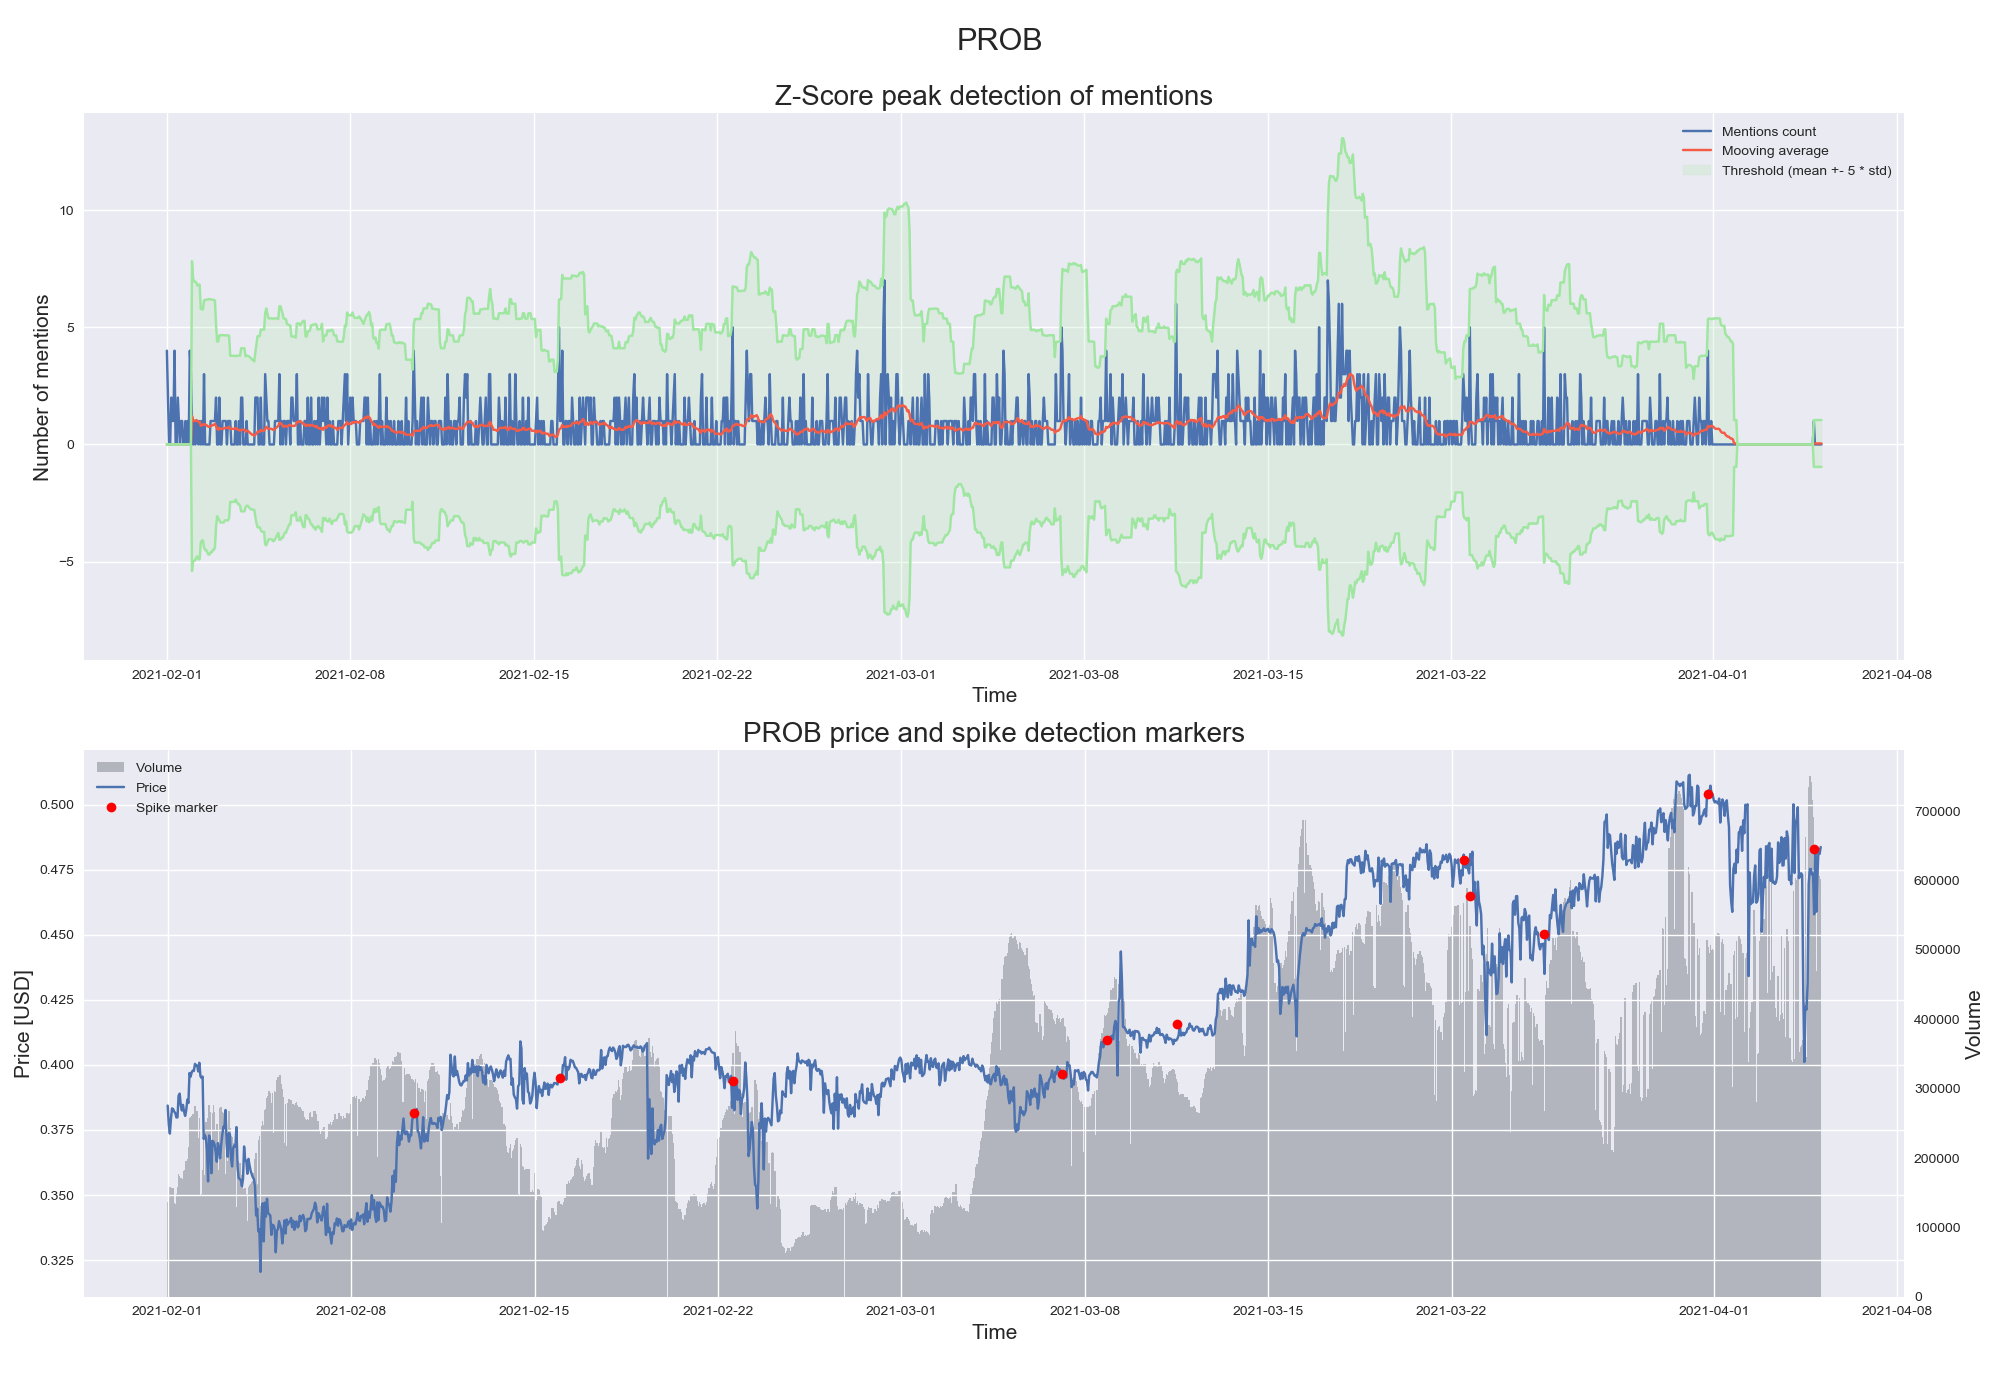 PROB
Z-Score peak detection of mentions
Mentions count
Mooving average
Threshold (mean +- 5 * std)
Number of mentions
10
5
0
−5
2021-02-01 2021-02-08 2021-02-15 2021-02-22 2021-03-01 2021-03-08 2021-03-15 2021-03-22 2021-04-01 2021-04-08
Time
PROB price and spike detection markers
Volume
Price
Spike marker
Price [USD]
0.500
0.475
0.450
0.425
0.400
0.375
0.350
0.325
700000
600000
500000
400000
300000
200000
100000
0
Volume
2021-02-01 2021-02-08 2021-02-15 2021-02-22 2021-03-01 2021-03-08 2021-03-15 2021-03-22 2021-04-01 2021-04-08
Time